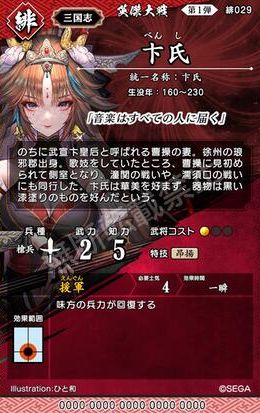 緋 三国志 英傑大戦 第1弾 緋029
べん し
卞氏
統一名称：卞氏
生没年：160～230
「音楽はすべての人に届く」
のちに武宣卞皇后と呼ばれる曹操の妻。徐州の琅
邪郡出身。歌妓をしていたところ、曹操に見初め
られて側室となり、潼関の戦いや、濡須口の戦い
にも同行した。卞氏は華美を好まず、器物は黒い
漆塗りのものを好んだという。
兵種 武力 知力 武将コスト
槍兵 2 5 特技 昂揚
えんぐん 必要士気 効果時間
援軍 4 一瞬
効果範囲 味方の兵力が回復する
Illustration:ひと和 ©SEGA
0000-0000-0000-0000-0000